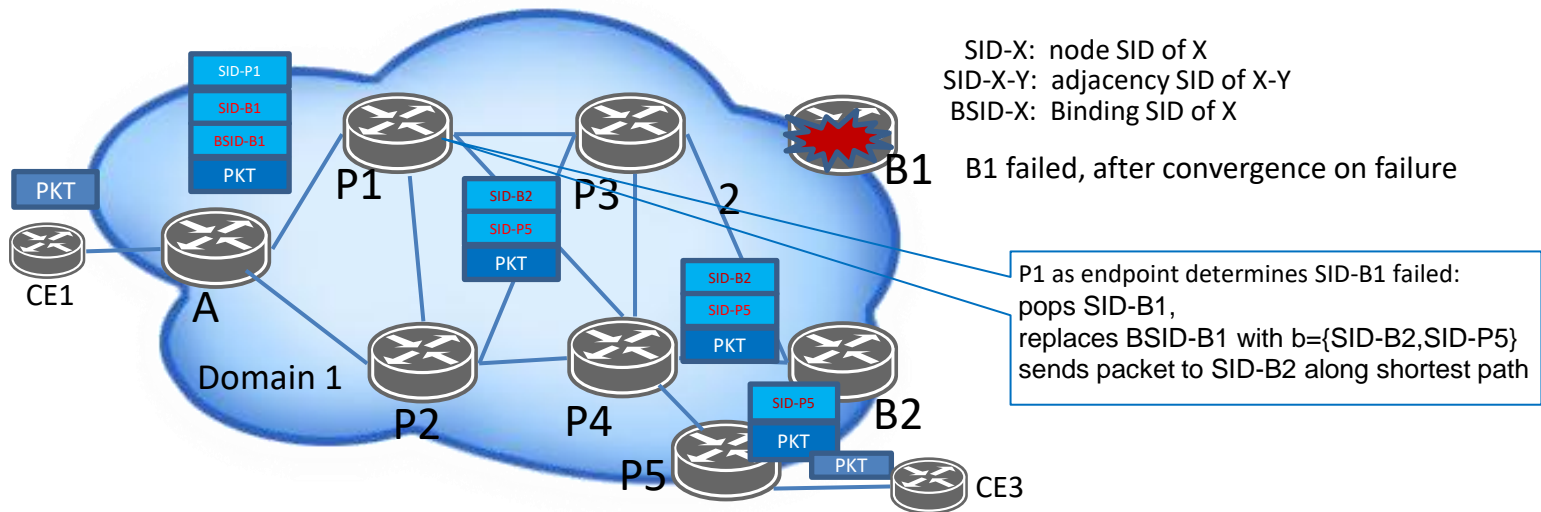 SID-X: node SID of X
SID-X-Y: adjacency SID of X-Y
BSID-X: Binding SID of X
B1 failed, after convergence on failure
SID-P1
SID-B1
BSID-B1
PKT
PKT
CE1
A
P1
P3
B1
2
SID-B2
SID-P5
PKT
Domain 1
P2
P4
SID-B2
SID-P5
PKT
B2
SID-P5
PKT
PKT
P5
CE3
P1 as endpoint determines SID-B1 failed:
pops SID-B1,
replaces BSID-B1 with b={SID-B2,SID-P5}
sends packet to SID-B2 along shortest path